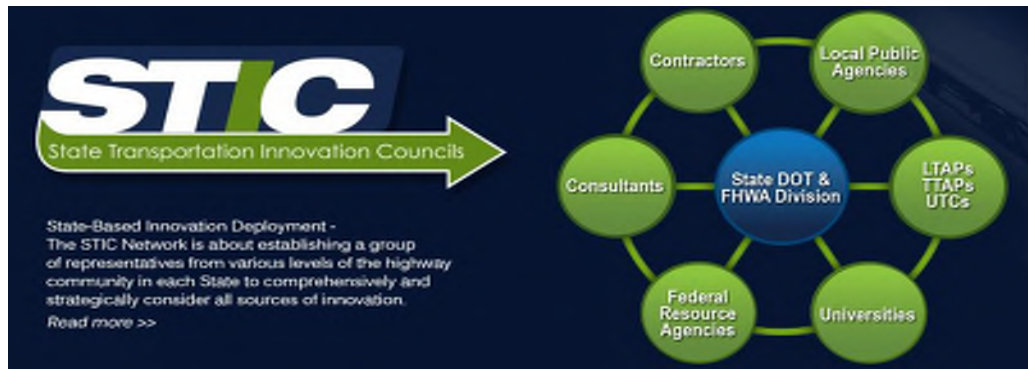 STIC
State Transportation Innovation Councils
State-Based Innovation Deployment -
The STIC Network is about establishing a group
of representatives from various levels of the highway
community in each State to comprehensively and
strategically consider all sources of innovation.
Read more >>
Contractors
Local Public
Agencies
Consultants
State DOT &
FHWA Division
LTAPs
TTAPs
UTCs
Federal
Resource
Agencies
Universities